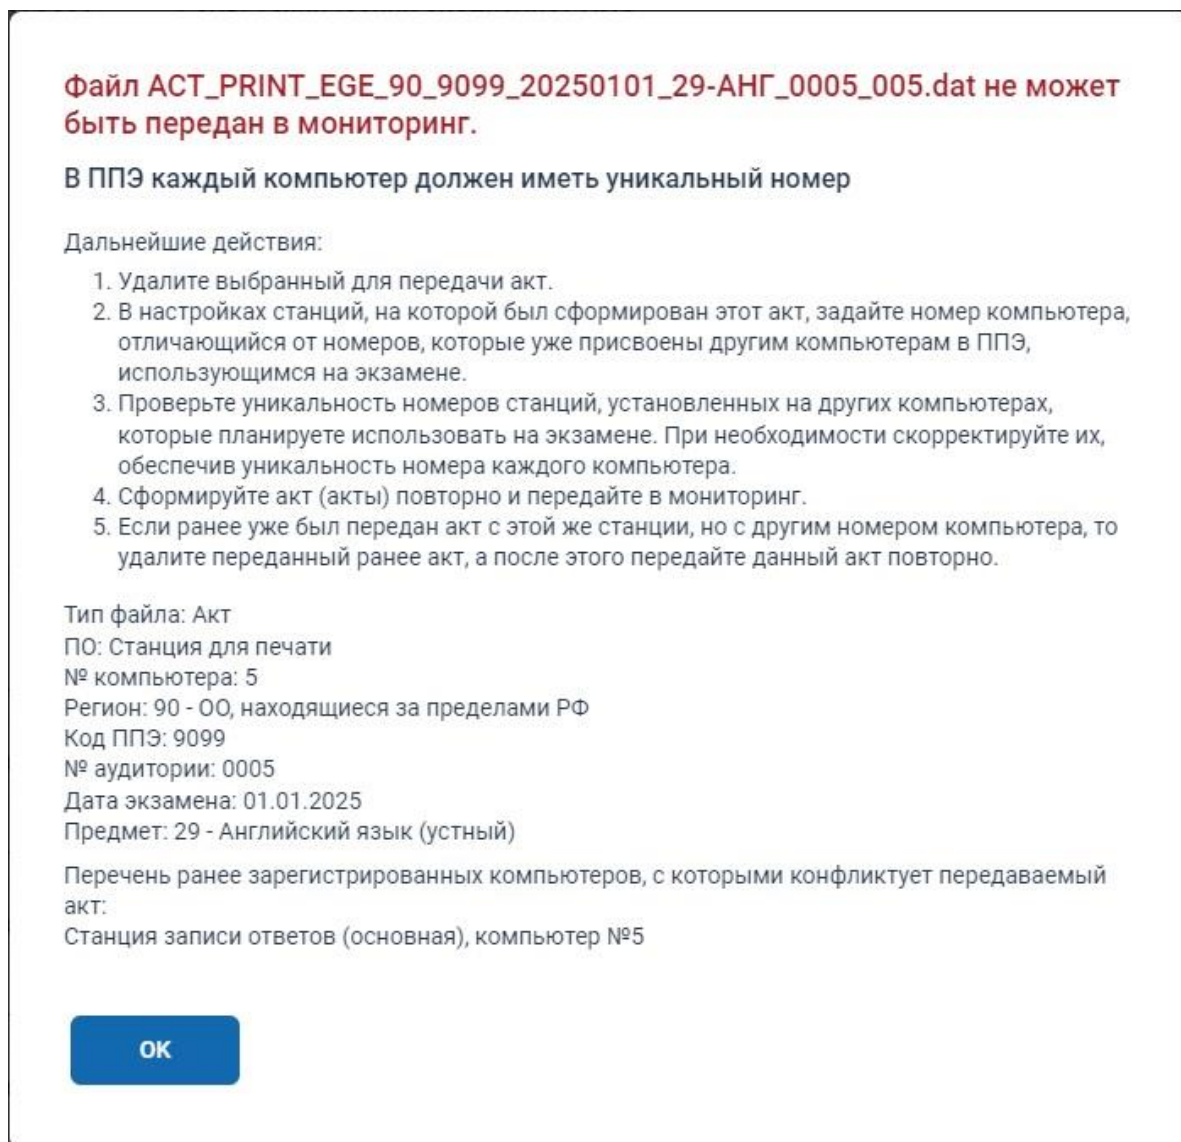 Файл ACT_PRINT_EGE_90_9099_20250101_29-АНГ_0005_005.dat не может
быть передан в мониторинг.
В ППЭ каждый компьютер должен иметь уникальный номер
Дальнейшие действия:
1. Удалите выбранный для передачи акт.
2. В настройках станций, на которой был сформирован этот акт, задайте номер компьютера,
отличающийся от номеров, которые уже присвоены другим компьютерам в ППЭ,
использующимся на экзамене.
3. Проверьте уникальность номеров станций, установленных на других компьютерах,
которые планируете использовать на экзамене. При необходимости скорректируйте их,
обеспечив уникальность номера каждого компьютера.
4. Сформируйте акт (акты) повторно и передайте в мониторинг.
5. Если ранее уже был передан акт с этой же станции, но с другим номером компьютера, то
удалите переданный ранее акт, а после этого передайте данный акт повторно.
Тип файла: Акт
ПО: Станция для печати
№ компьютера: 5
Регион: 90 - ОО, находящиеся за пределами РФ
Код ППЭ: 9099
№ аудитории: 0005
Дата экзамена: 01.01.2025
Предмет: 29 - Английский язык (устный)
Перечень ранее зарегистрированных компьютеров, с которыми конфликтует передаваемый
акт:
Станция записи ответов (основная), компьютер №5
ОК